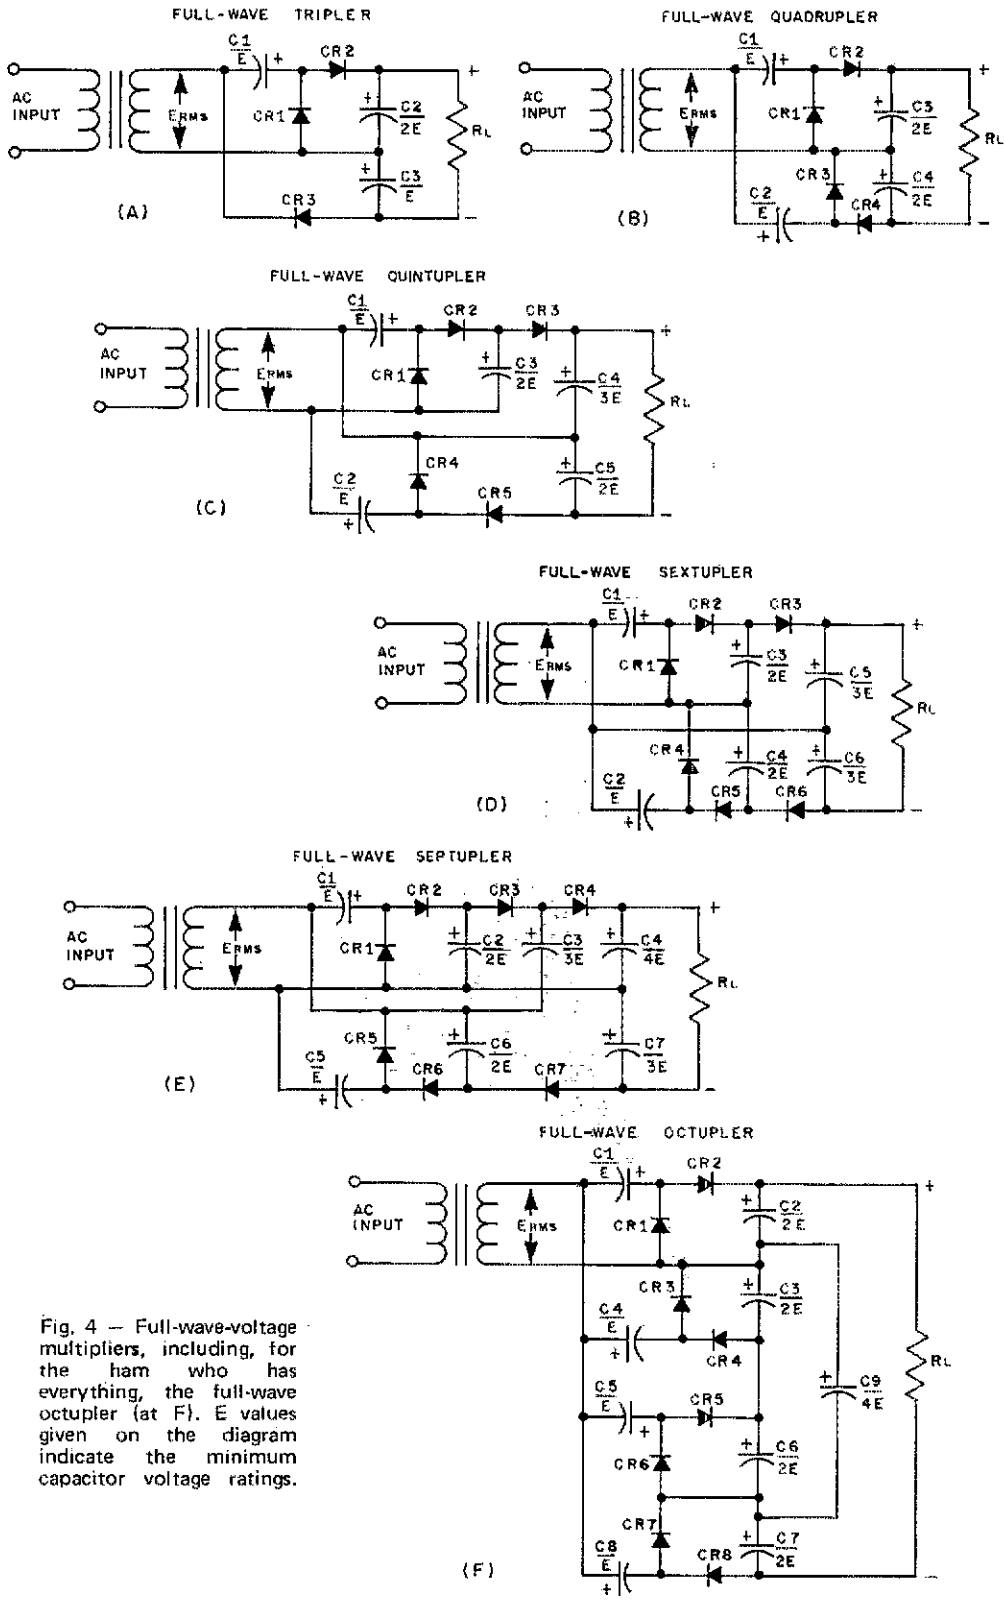 FULL-WAVE TRIPLER
C1
E
+
CR2
+
AC
INPUT
ERMS
CR1
+
C2
2E
RL
+
C3
E
CR3
-
(A)
FULL-WAVE QUADRUPLER
C1
E
+
CR2
+
AC
INPUT
ERMS
CR1
+
C3
2E
RL
CR3
+
C4
2E
C2
E
+
CR4
-
(B)
FULL-WAVE QUINTUPLER
C1
E
+
CR2
CR3
+
AC
INPUT
ERMS
CR1
+
C3
2E
+
C4
3E
RL
CR4
+
C5
2E
C2
E
+
CR5
-
(C)
FULL-WAVE SEXTUPLER
C1
E
+
CR2
CR3
+
AC
INPUT
ERMS
CR1
+
C3
2E
+
C5
3E
RL
CR4
+
C4
2E
+
C6
3E
C2
E
+
CR5
CR6
-
(D)
FULL-WAVE SEPTUPLER
C1
E
+
CR2
CR3
CR4
+
AC
INPUT
ERMS
CR1
+
C2
2E
+
C3
3E
+
C4
4E
RL
CR5
+
C6
2E
+
C7
3E
C5
E
+
CR6
CR7
-
(E)
FULL-WAVE OCTUPLER
C1
E
+
CR2
+
AC
INPUT
ERMS
CR1
+
C2
2E
CR3
+
C3
2E
C4
E
+
CR4
RL
+
C9
4E
C5
E
+
CR5
CR6
+
C6
2E
CR7
+
C7
2E
C8
E
+
CR8
-
(F)
Fig. 4 — Full-wave-voltage
multipliers, including, for
the ham who has
everything, the full-wave
octupler (at F). E values
given on the diagram
indicate the minimum
capacitor voltage ratings.